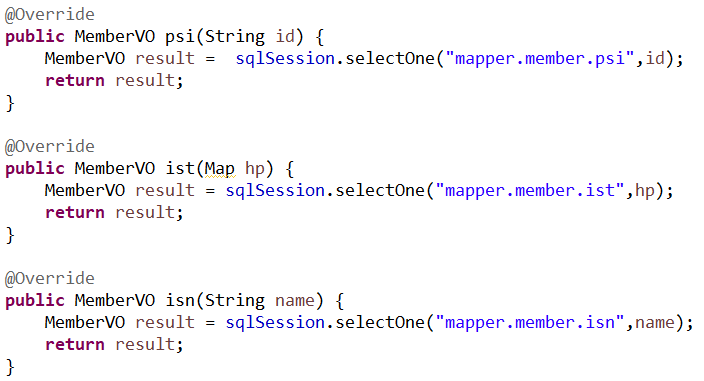 @Override
public MemberVO psi(String id) {
    MemberVO result =  sqlSession.selectOne("mapper.member.psi",id);
    return result;
}

@Override
public MemberVO ist(Map hp) {
    MemberVO result = sqlSession.selectOne("mapper.member.ist",hp);
    return result;
}

@Override
public MemberVO isn(String name) {
    MemberVO result = sqlSession.selectOne("mapper.member.isn",name);
    return result;
}